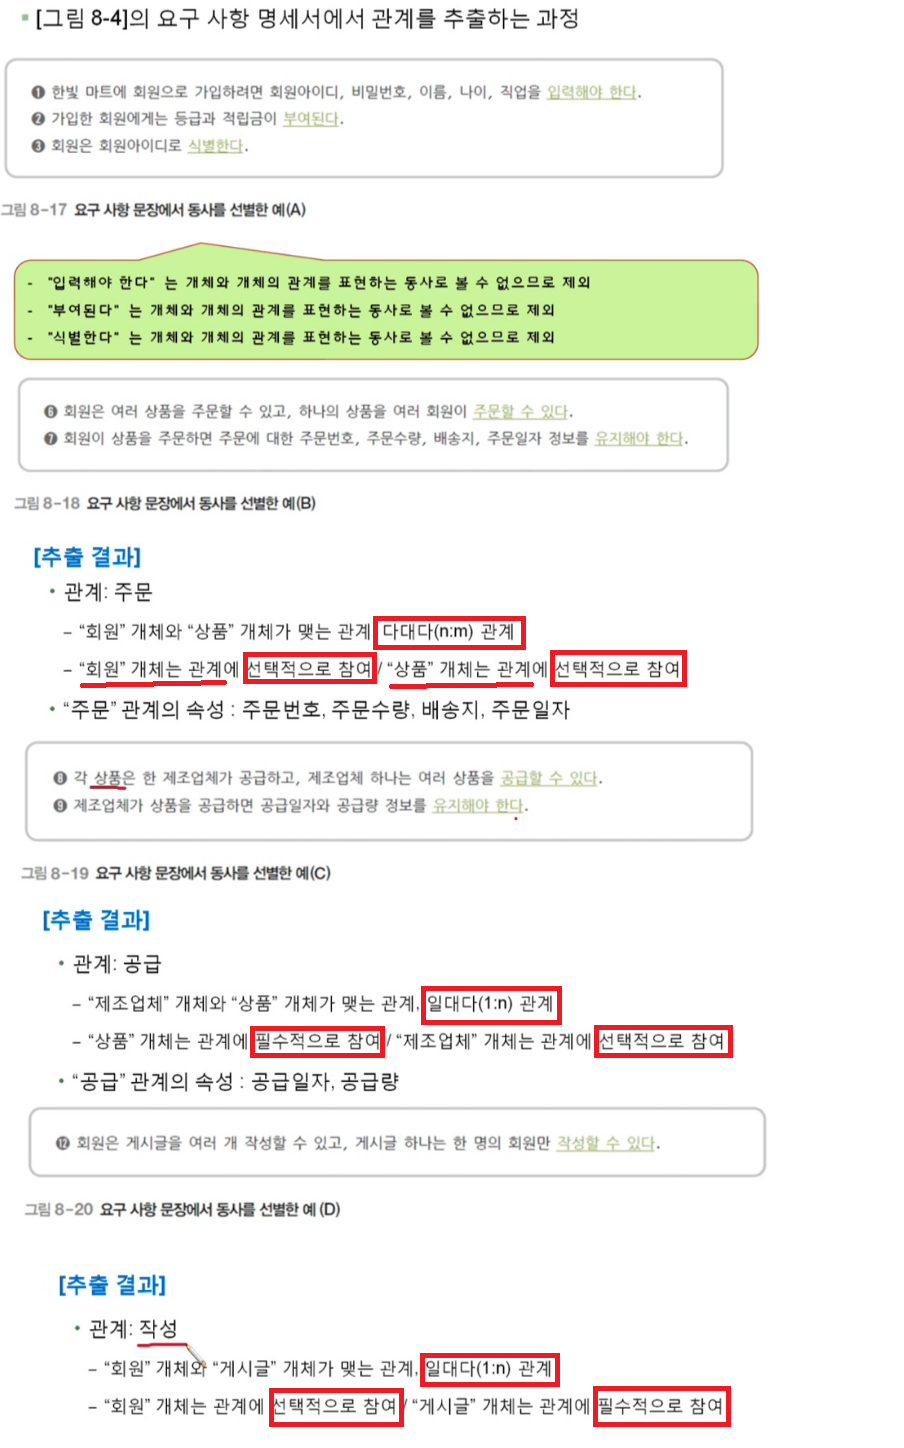 ▪ [그림 8-4]의 요구 사항 명세서에서 관계를 추출하는 과정
❶ 한빛 마트에 회원으로 가입하려면 회원아이디, 비밀번호, 이름, 나이, 직업을 입력해야 한다.
❷ 가입한 회원에게는 등급과 적립금이 부여된다.
❸ 회원은 회원아이디로 식별한다.
그림 8-17 요구 사항 문장에서 동사를 선별한 예(A)
- "입력해야 한다" 는 개체와 개체의 관계를 표현하는 동사로 볼 수 없으므로 제외
- "부여된다" 는 개체와 개체의 관계를 표현하는 동사로 볼 수 없으므로 제외
- "식별한다" 는 개체와 개체의 관계를 표현하는 동사로 볼 수 없으므로 제외
❻ 회원은 여러 상품을 주문할 수 있고, 하나의 상품을 여러 회원이 주문할 수 있다.
❼ 회원이 상품을 주문하면 주문에 대한 주문번호, 주문수량, 배송지, 주문일자 정보를 유지해야 한다.
그림 8-18 요구 사항 문장에서 동사를 선별한 예(B)
[추출 결과]
• 관계: 주문
– “회원” 개체와 “상품” 개체가 맺는 관계 다대다(n:m) 관계
– “회원” 개체는 관계에 선택적으로 참여 / “상품” 개체는 관계에 선택적으로 참여
• “주문” 관계의 속성 : 주문번호, 주문수량, 배송지, 주문일자
❽ 각 상품은 한 제조업체가 공급하고, 제조업체 하나는 여러 상품을 공급할 수 있다.
❾ 제조업체가 상품을 공급하면 공급일자와 공급량 정보를 유지해야 한다.
그림 8-19 요구 사항 문장에서 동사를 선별한 예(C)
[추출 결과]
• 관계: 공급
– “제조업체” 개체와 “상품” 개체가 맺는 관계, 일대다(1:n) 관계
– “상품” 개체는 관계에 필수적으로 참여 / “제조업체” 개체는 관계에 선택적으로 참여
• “공급” 관계의 속성 : 공급일자, 공급량
⓬ 회원은 게시글을 여러 개 작성할 수 있고, 게시글 하나는 한 명의 회원만 작성할 수 있다.
그림 8-20 요구 사항 문장에서 동사를 선별한 예 (D)
[추출 결과]
• 관계: 작성
– “회원” 개체와 “게시글” 개체가 맺는 관계, 일대다(1:n) 관계
– “회원” 개체는 관계에 선택적으로 참여 / “게시글” 개체는 관계에 필수적으로 참여